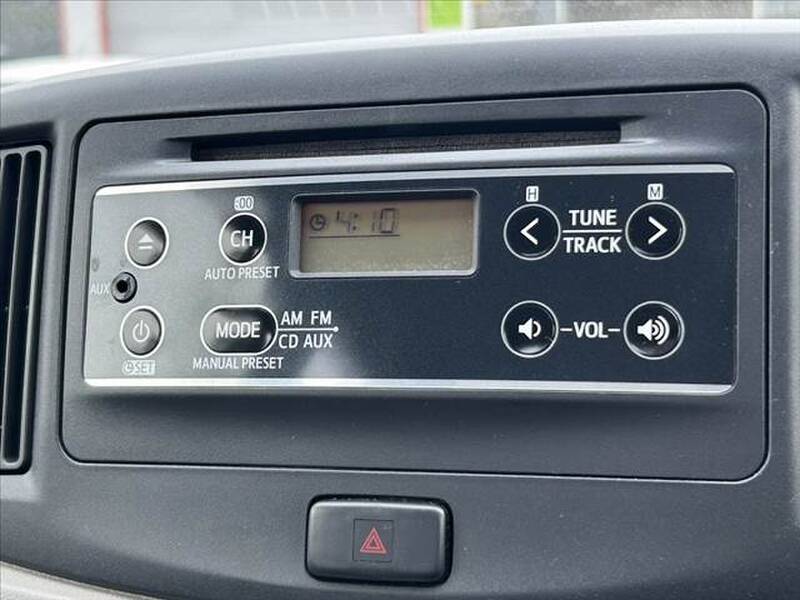 :00
CH
AUTO PRESET
4:10
H
M
TUNE
TRACK
AUX
SET
MODE
AM FM
CD AUX
MANUAL PRESET
VOL